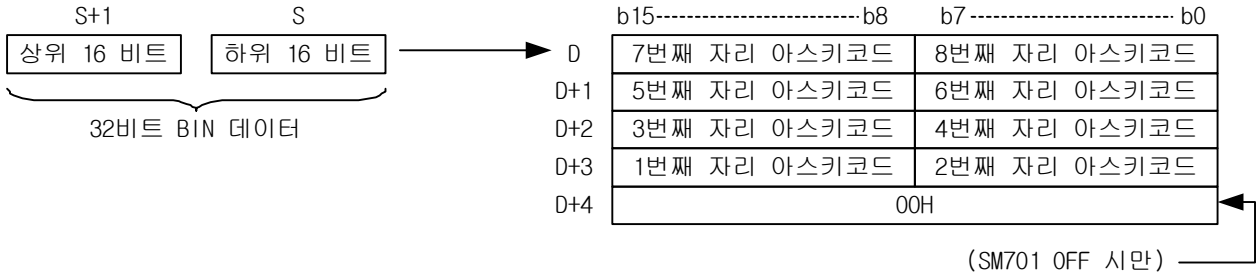 S+1 S
상위 16 비트 하위 16 비트
32비트 BIN 데이터
b15 b8 b7 b0
D 7번째 자리 아스키코드 8번째 자리 아스키코드
D+1 5번째 자리 아스키코드 6번째 자리 아스키코드
D+2 3번째 자리 아스키코드 4번째 자리 아스키코드
D+3 1번째 자리 아스키코드 2번째 자리 아스키코드
D+4 00H
(SM701 OFF 시만)